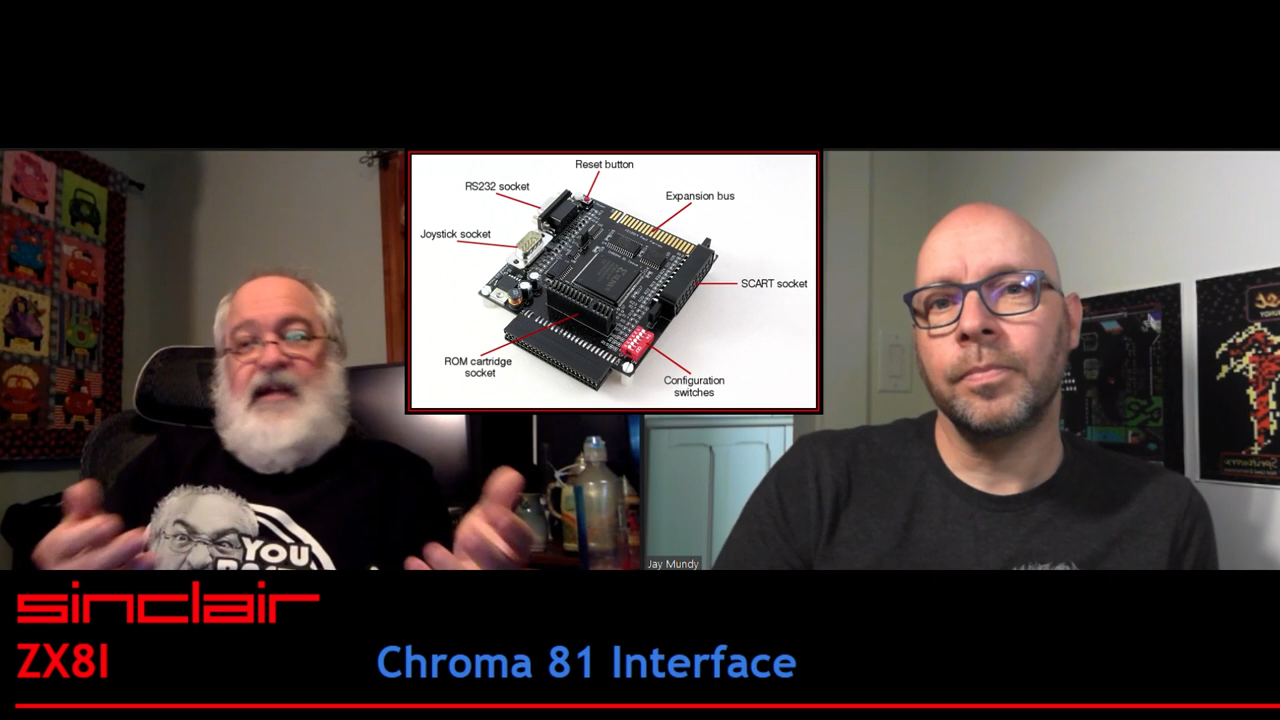 Reset button
RS232 socket
Expansion bus
Joystick socket
SCART socket
ROM cartridge
socket
Configuration
switches
YOU
Jay Mundy
sinclair
ZX81
Chroma 81 Interface